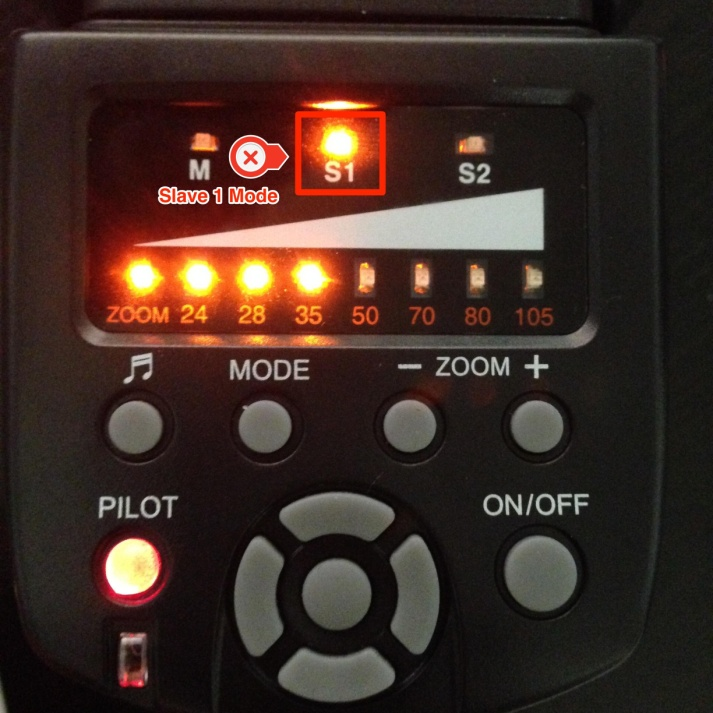 M S1 S2
Slave 1 Mode
ZOOM 24 28 35 50 70 80 105
MODE − ZOOM +
PILOT ON/OFF